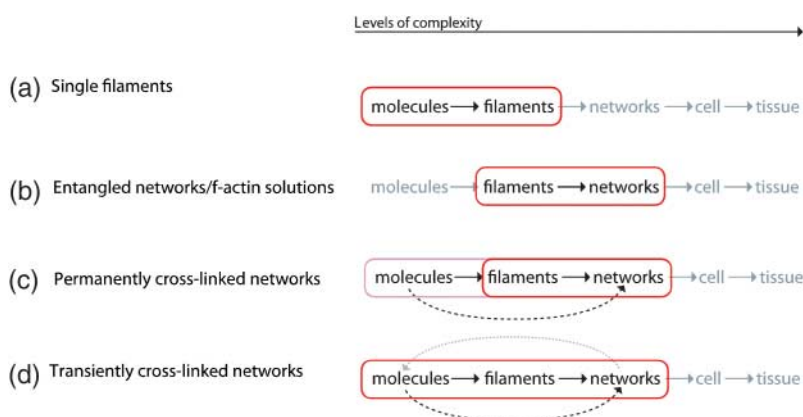 Levels of complexity
(a) Single filaments
molecules → filaments → networks → cell → tissue
(b) Entangled networks/f-actin solutions
molecules → filaments → networks → cell → tissue
(c) Permanently cross-linked networks
molecules → filaments → networks → cell → tissue
(d) Transiently cross-linked networks
molecules → filaments → networks → cell → tissue